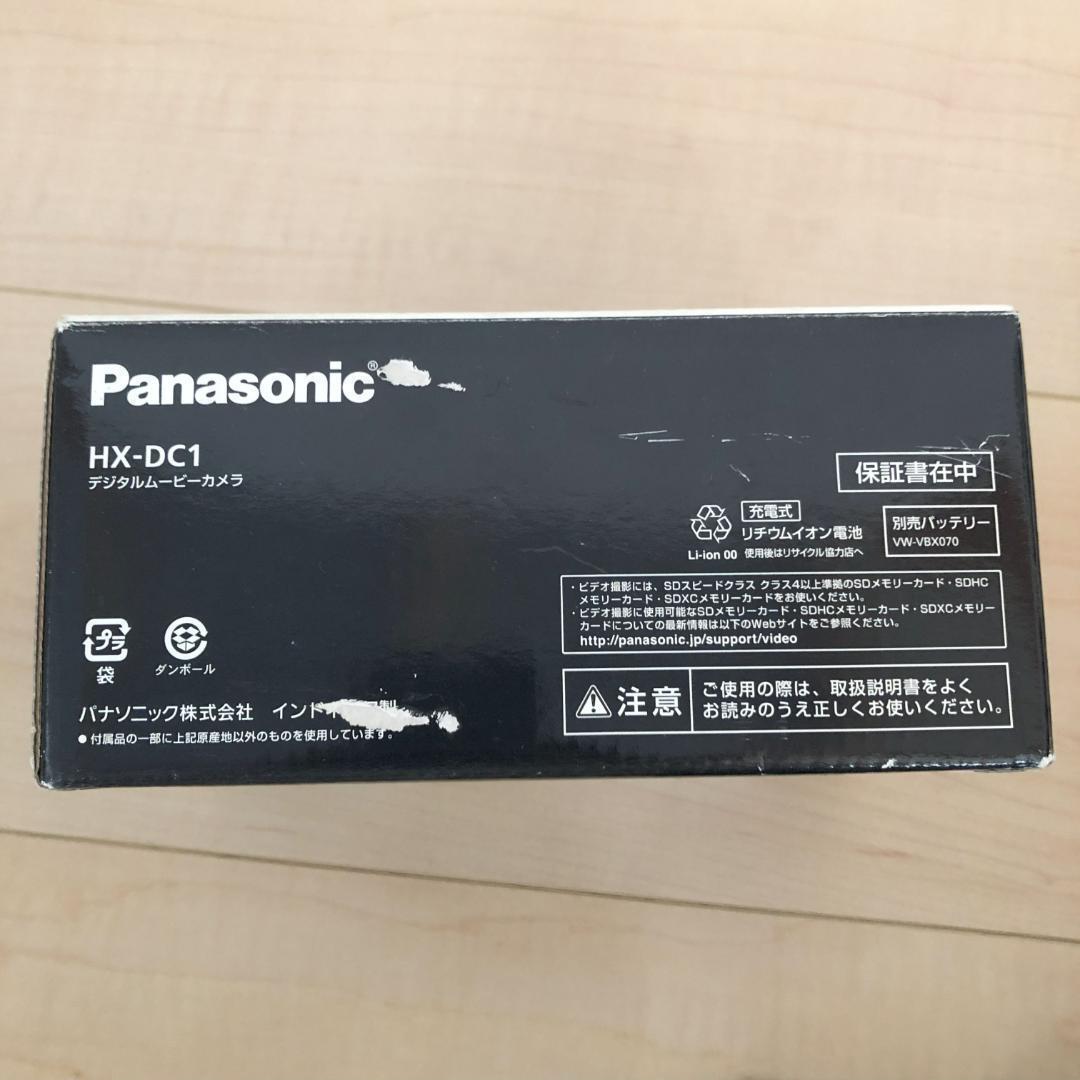 Panasonic®
HX-DC1
デジタルムービーカメラ
保証書在中
充電式
リチウムイオン電池
Li-ion 00 使用後はリサイクル協力店へ
別売バッテリー
VW-VBX070
・ビデオ撮影には、SDスピードクラス クラス4以上準拠のSDメモリーカード・SDHC
メモリーカード・SDXCメモリーカードをお使いください。
・ビデオ撮影に使用可能なSDメモリーカード・SDHCメモリーカード・SDXCメモリー
カードについての最新情報は以下のWebサイトをご参照ください。
http://panasonic.jp/support/video
プラ
袋
ダンボール
注意
ご使用の際は、取扱説明書をよく
お読みのうえ正しくお使いください。
パナソニック株式会社 インド
●付属品の一部に上記原産地以外のものを使用しています。